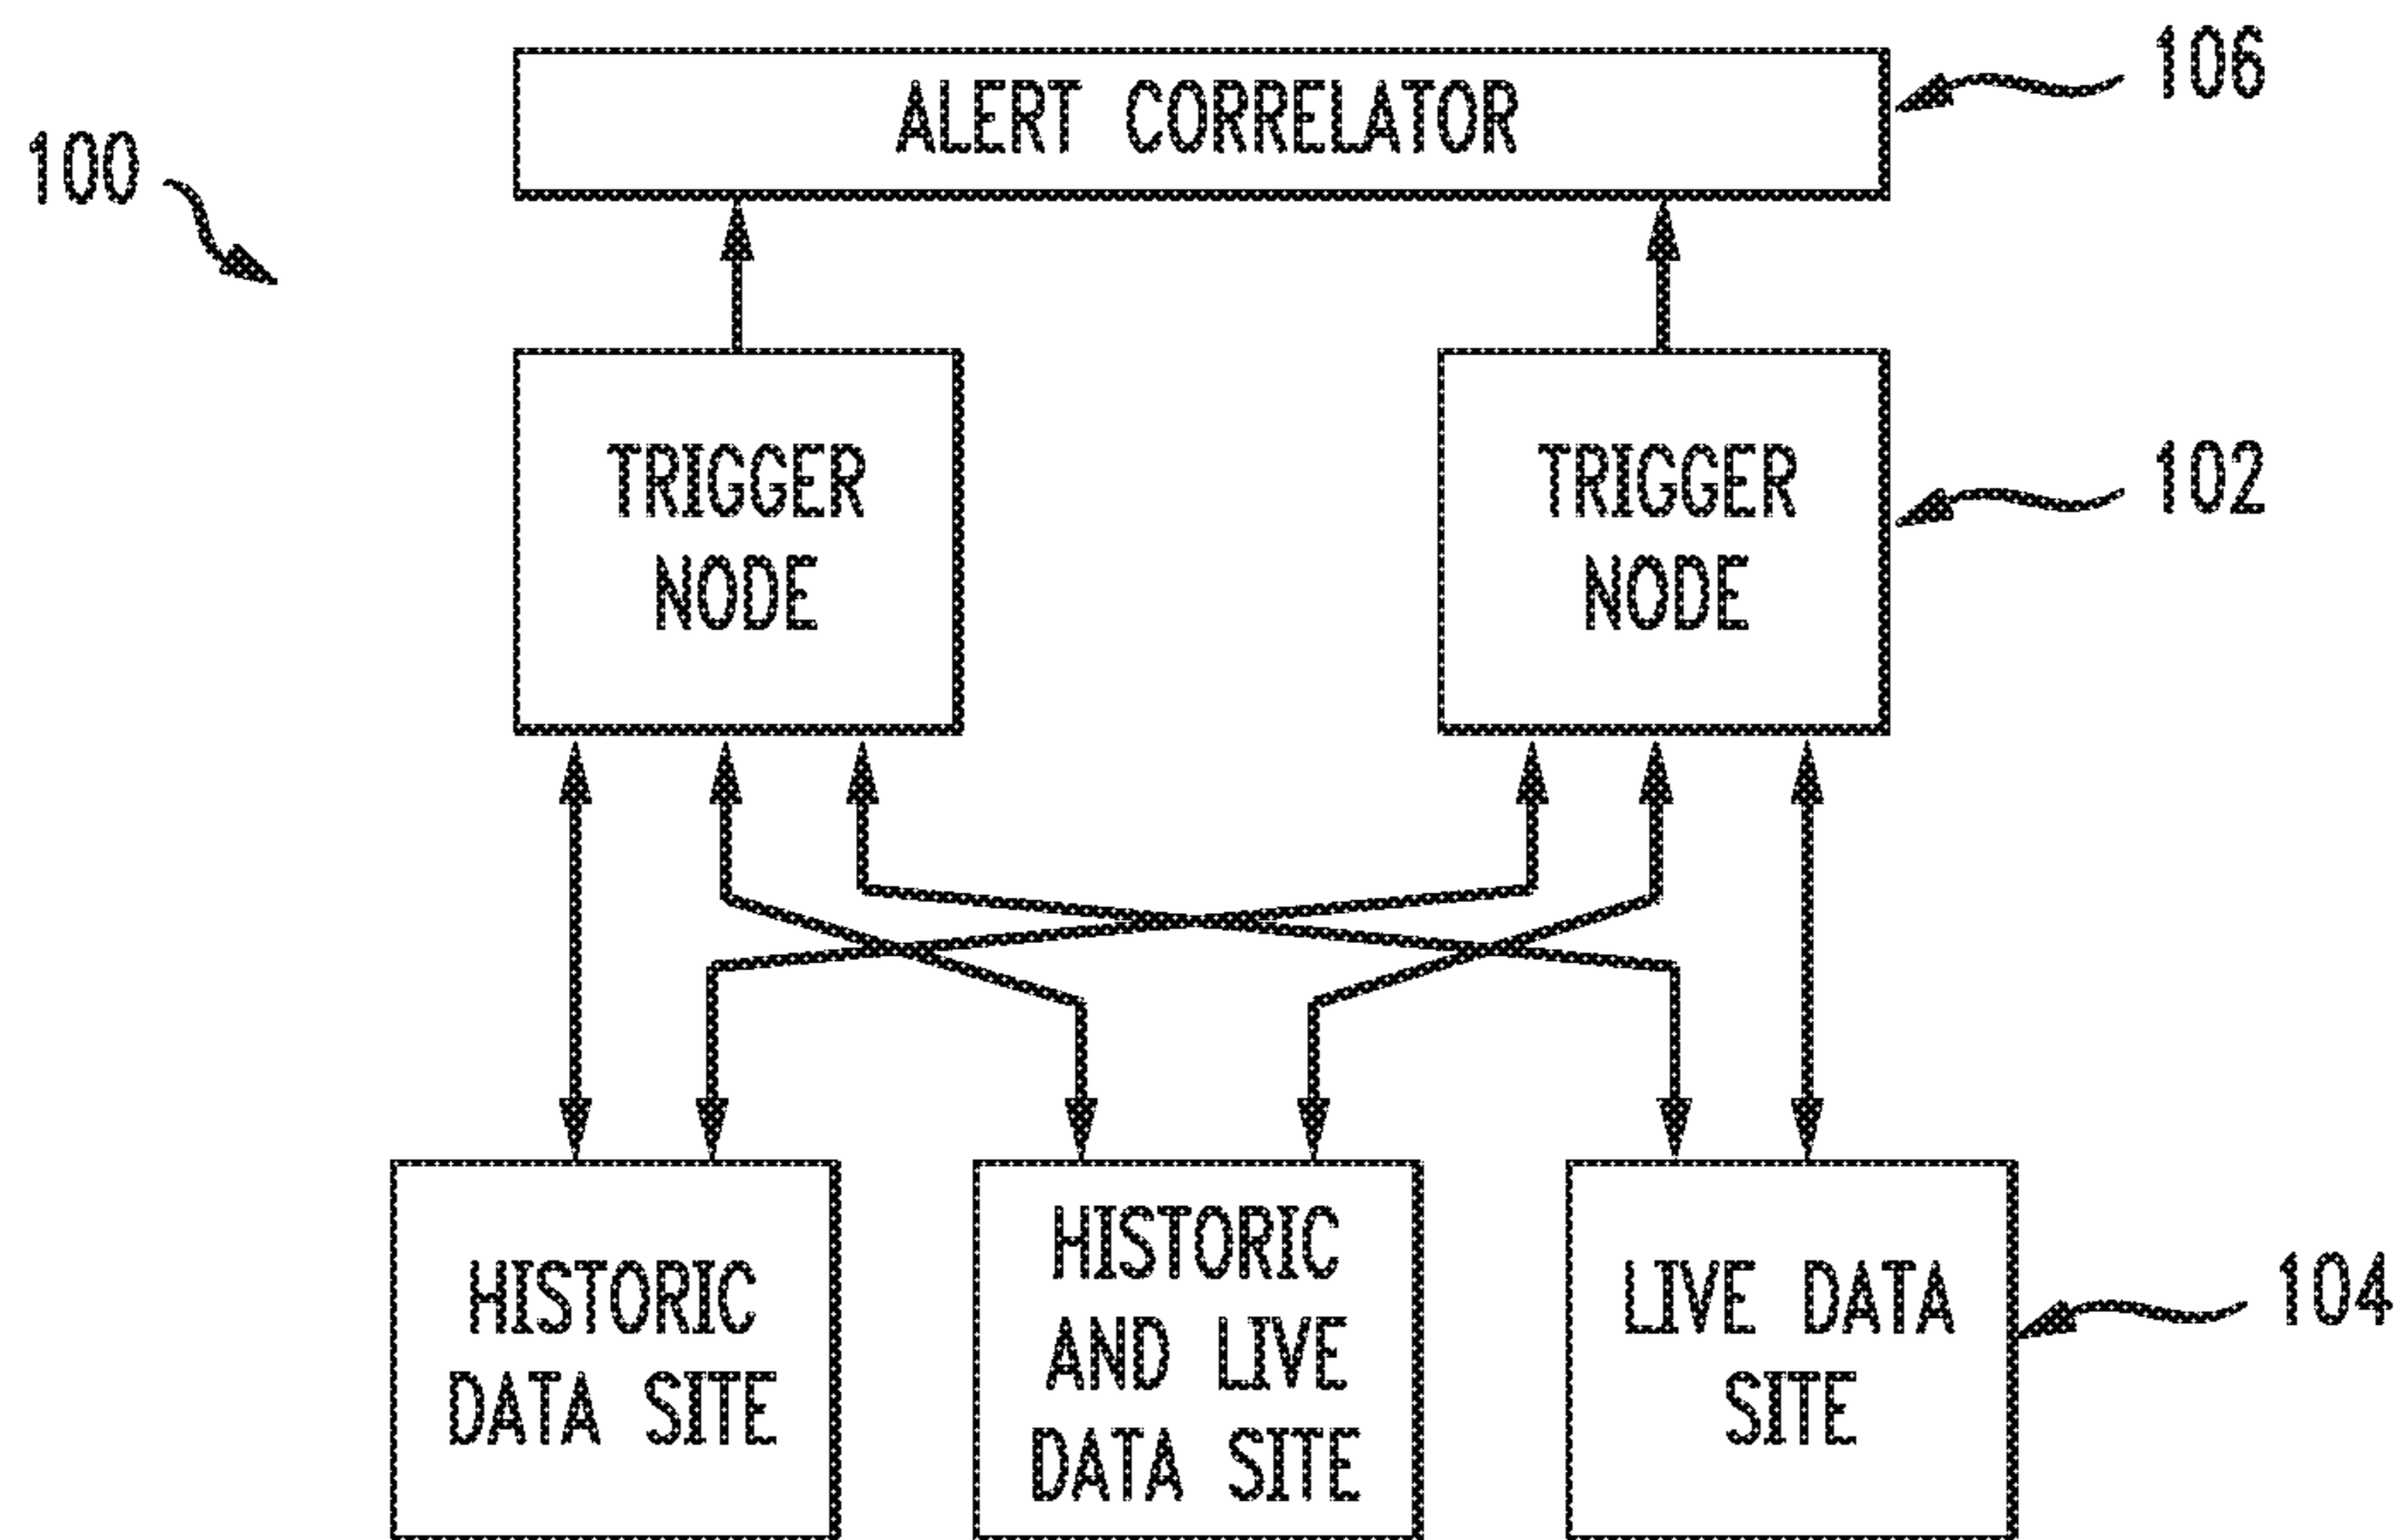 106
ALERT CORRELATOR
100
TRIGGER
NODE
TRIGGER
NODE
102
HISTORIC
DATA SITE
HISTORIC
AND LIVE
DATA SITE
LIVE DATA
SITE
104